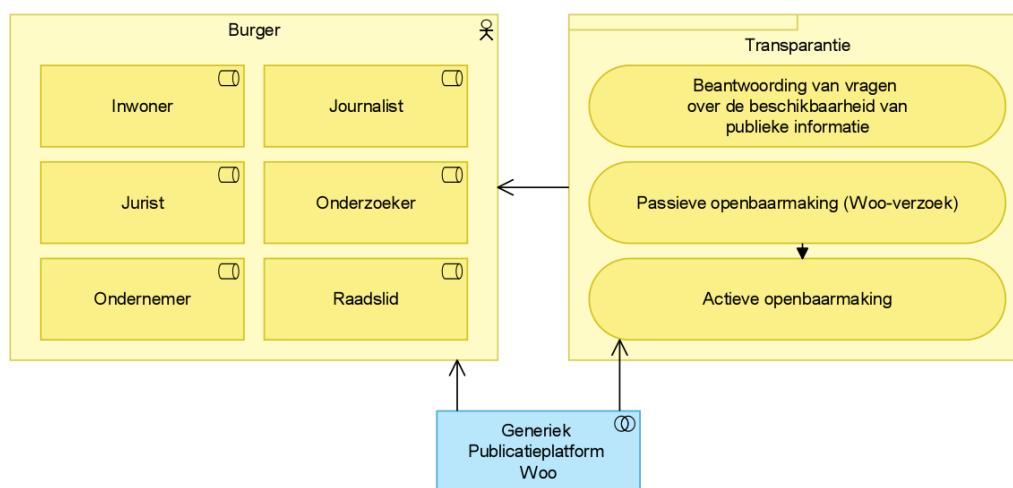 Burger
Inwoner
Journalist
Jurist
Onderzoeker
Ondernemer
Raadslid
Transparantie
Beantwoording van vragen
over de beschikbaarheid van
publieke informatie
Passieve openbaarmaking (Woo-verzoek)
Actieve openbaarmaking
Generiek
Publicatieplatform
Woo